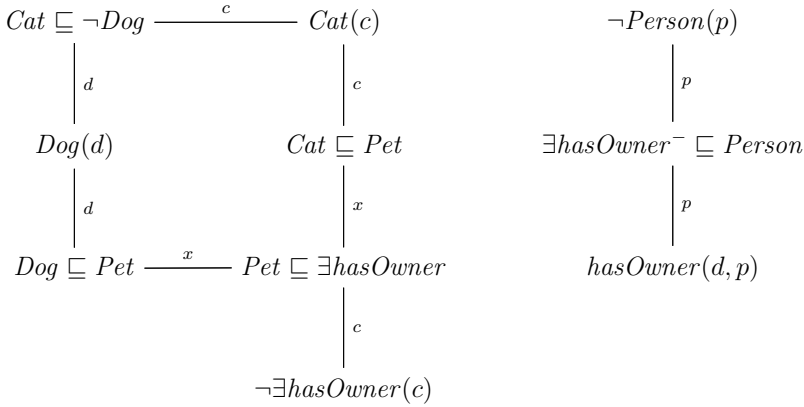 Cat ⊑ ¬Dog c Cat(c) ¬Person(p)
d c p
Dog(d) Cat ⊑ Pet ∃hasOwner⁻ ⊑ Person
d x p
Dog ⊑ Pet x Pet ⊑ ∃hasOwner hasOwner(d, p)
c
¬∃hasOwner(c)